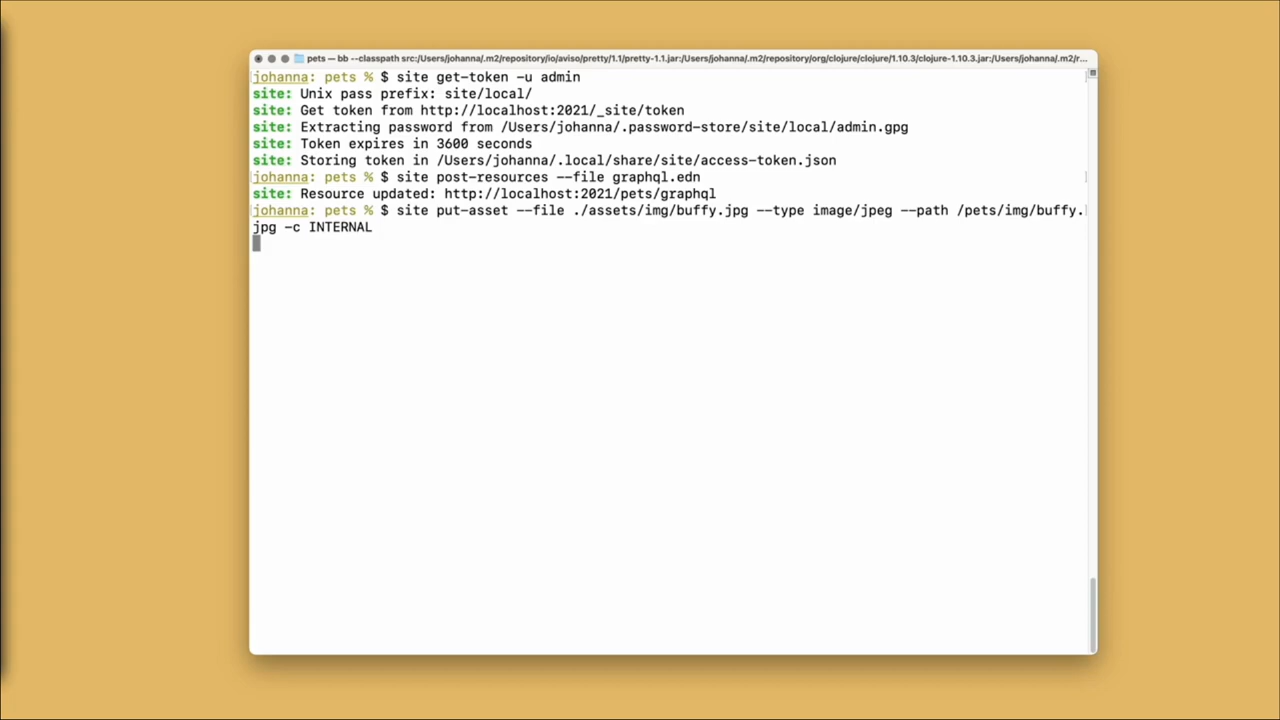 pets — bb --classpath src:/Users/johanna/.m2/repository/io/aviso/pretty/1.1/pretty-1.1.jar:/Users/johanna/.m2/repository/org/clojure/clojure/1.10.3/clojure-1.10.3.jar:/Users/johanna/.m2/r...
johanna: pets % $ site get-token -u admin
site: Unix pass prefix: site/local/
site: Get token from http://localhost:2021/_site/token
site: Extracting password from /Users/johanna/.password-store/site/local/admin.gpg
site: Token expires in 3600 seconds
site: Storing token in /Users/johanna/.local/share/site/access-token.json
johanna: pets % $ site post-resources --file graphql.edn
site: Resource updated: http://localhost:2021/pets/graphql
johanna: pets % $ site put-asset --file ./assets/img/buffy.jpg --type image/jpeg --path /pets/img/buffy.
jpg -c INTERNAL